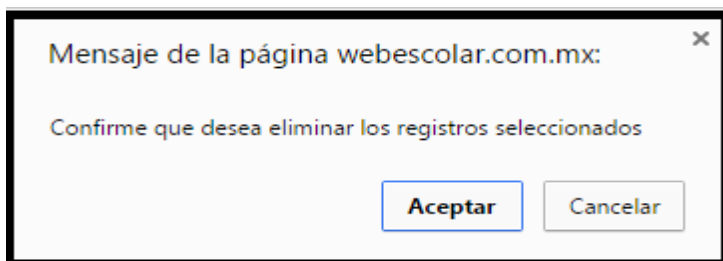 Mensaje de la página webescolar.com.mx:
Confirme que desea eliminar los registros seleccionados
Aceptar Cancelar